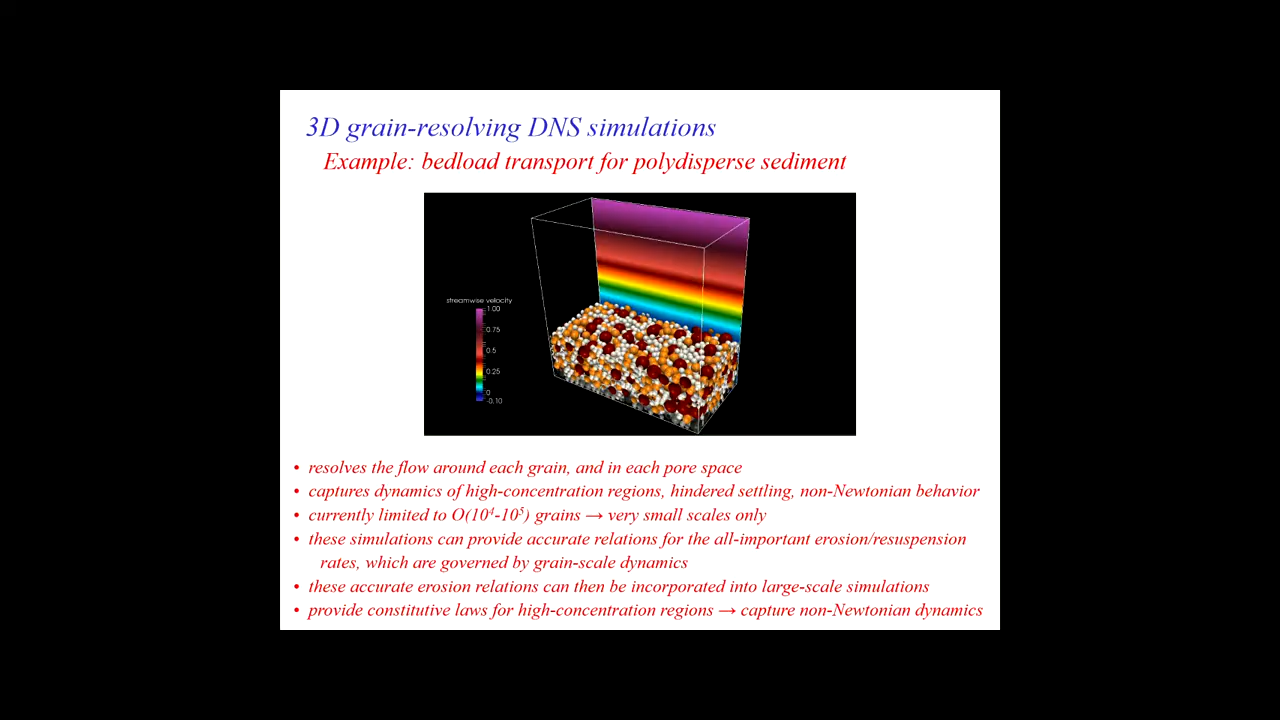 3D grain-resolving DNS simulations
Example: bedload transport for polydisperse sediment
streamwise velocity
1.00
0.75
0.5
0.25
0
-0.10
• resolves the flow around each grain, and in each pore space
• captures dynamics of high-concentration regions, hindered settling, non-Newtonian behavior
• currently limited to O(10⁴-10⁵) grains → very small scales only
• these simulations can provide accurate relations for the all-important erosion/resuspension
rates, which are governed by grain-scale dynamics
• these accurate erosion relations can then be incorporated into large-scale simulations
• provide constitutive laws for high-concentration regions → capture non-Newtonian dynamics